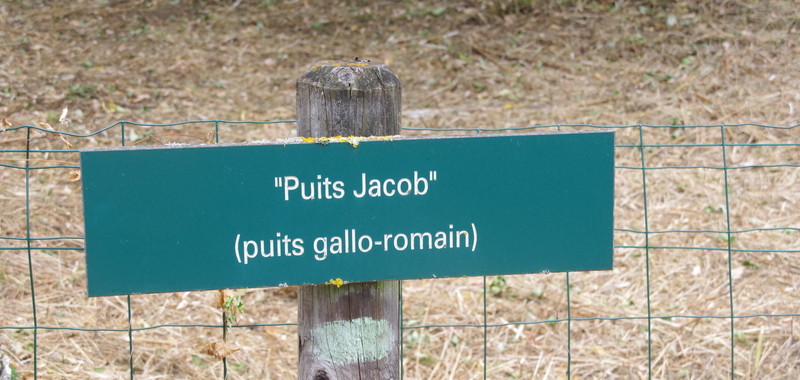 "Puits Jacob"
(puits gallo-romain)